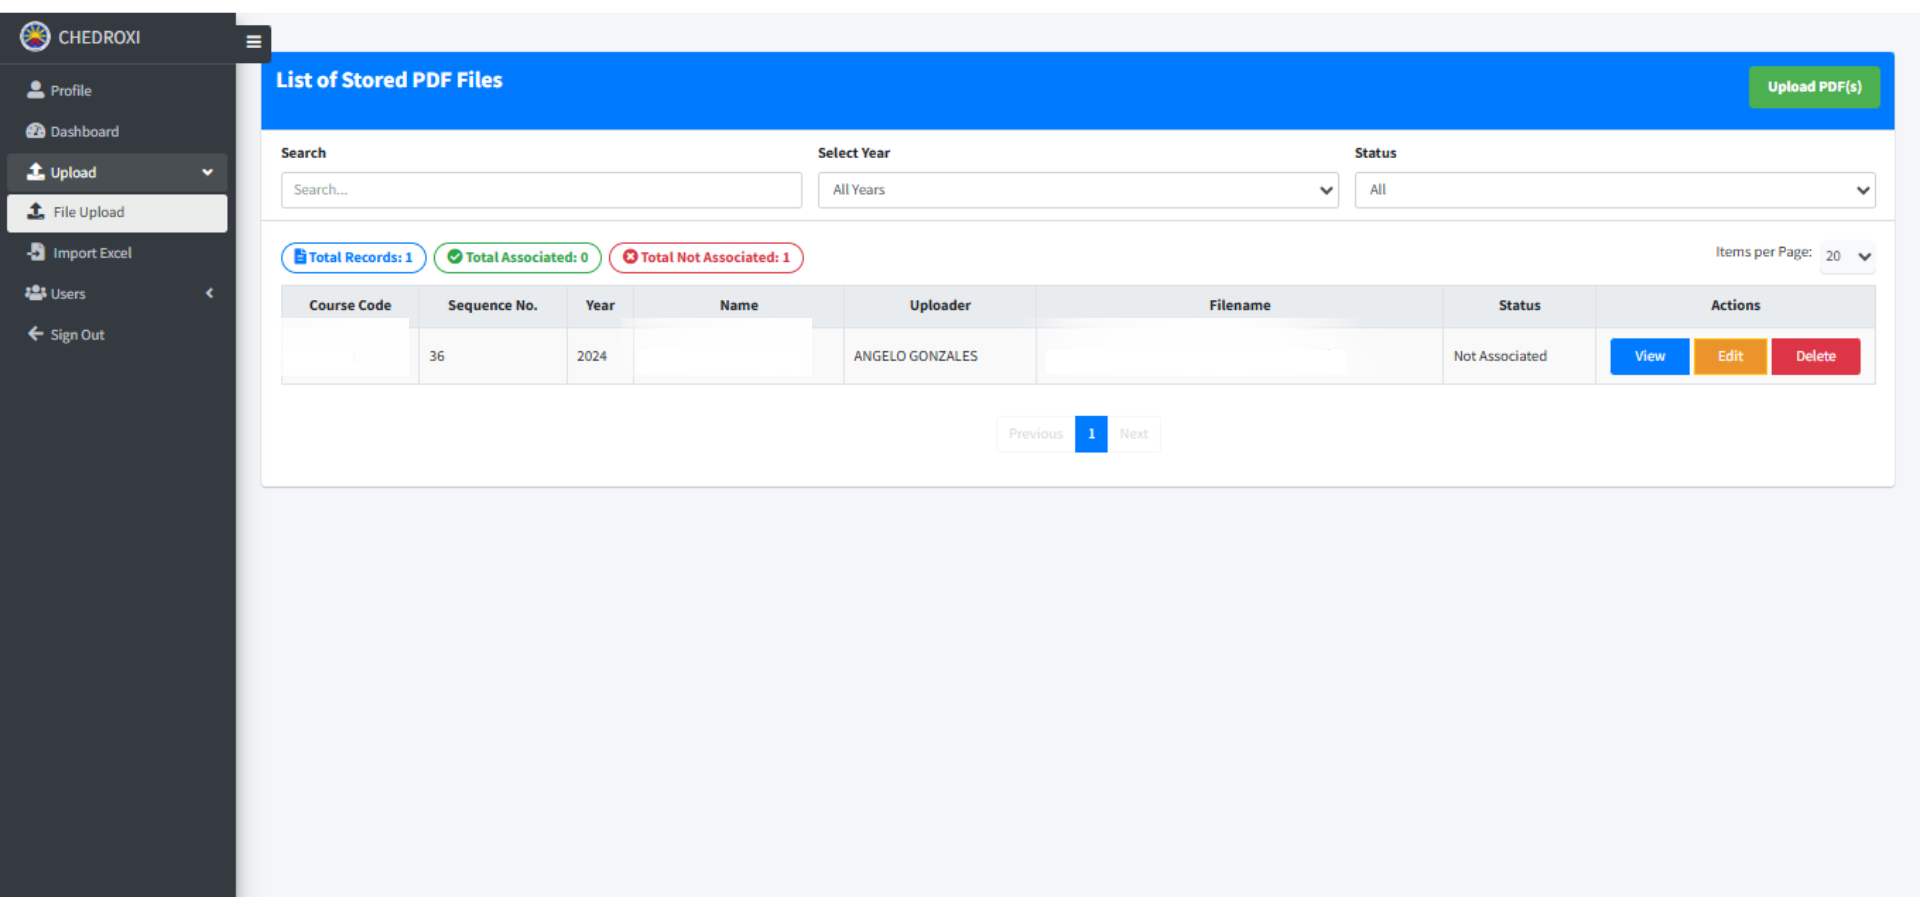 CHEDROXI
Profile
Dashboard
Upload
File Upload
Import Excel
Users
Sign Out
List of Stored PDF Files
Upload PDF(s)
Search Select Year Status
Search... All Years All
Total Records: 1 Total Associated: 0 Total Not Associated: 1 Items per Page: 20
Course Code Sequence No. Year Name Uploader Filename Status Actions
36 2024 ANGELO GONZALES Not Associated View Edit Delete
Previous 1 Next